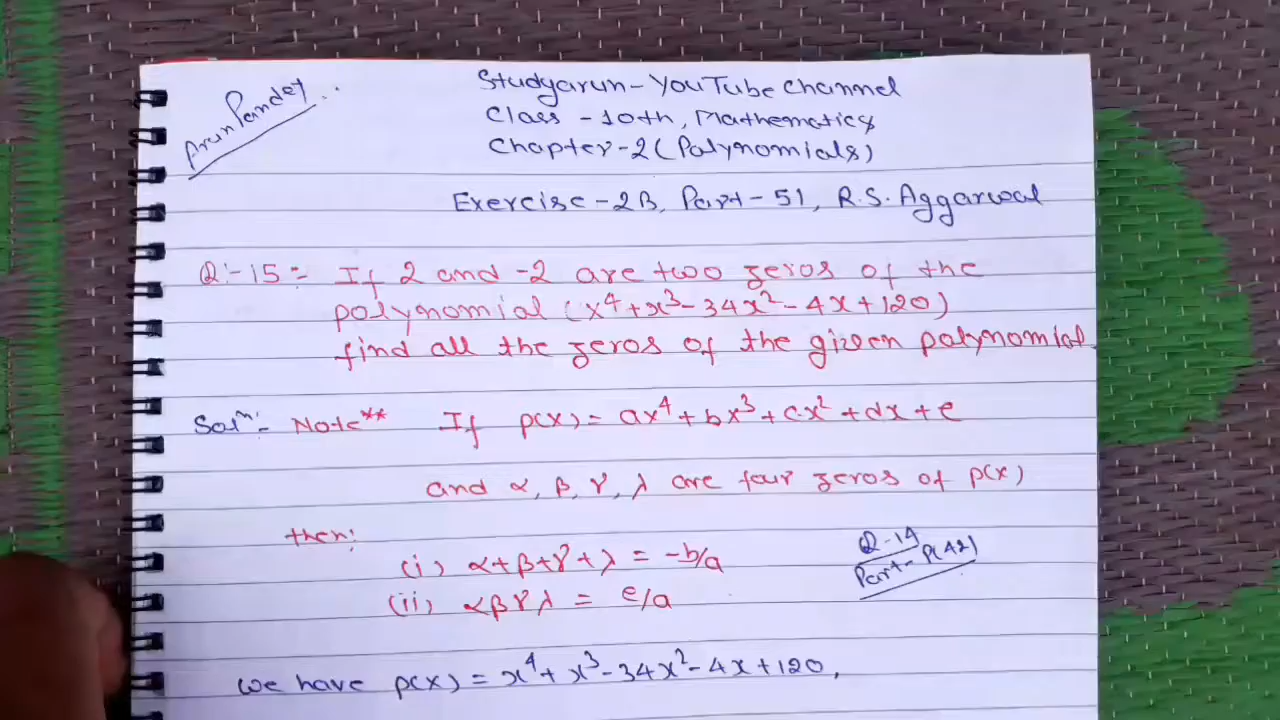 Arun Pandey...
Studyarun - YouTube Channel
Class - 10th, Mathematics
Chapter-2 (Polynomials)
Exercise - 2B, Part - 51, R.S. Aggarwal
Q:-15:- If 2 and -2 are two zeros of the
polynomial (x⁴+x³-34x²-4x+120)
find all the zeros of the given polynomial.
Solⁿ:- Note** If p(x) = ax⁴+bx³+cx²+dx+e
and α, β, γ, λ are four zeros of p(x)
then:
(i) α+β+γ+λ = -b/a
(ii) αβγλ = e/a
Q-14
Part-P(42)
We have p(x) = x⁴+x³-34x²-4x+120,